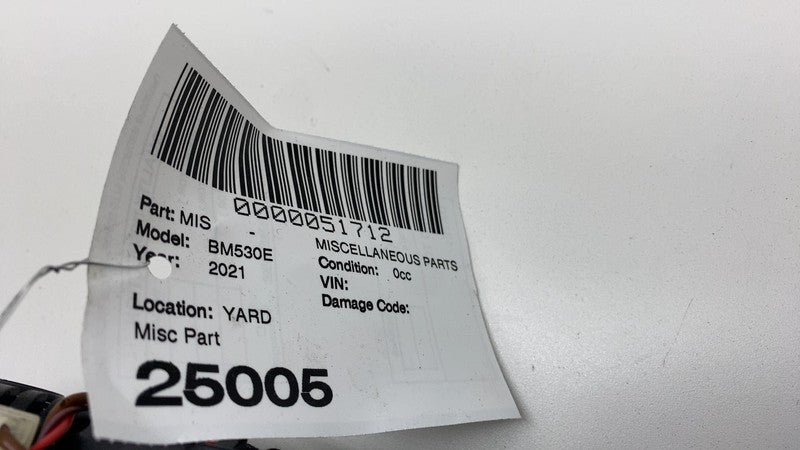 0000051712
Part: MIS - MISCELLANEOUS PARTS
Model: BM530E Condition: 0cc
Year: 2021 VIN:
Damage Code:
Location: YARD
Misc Part
25005